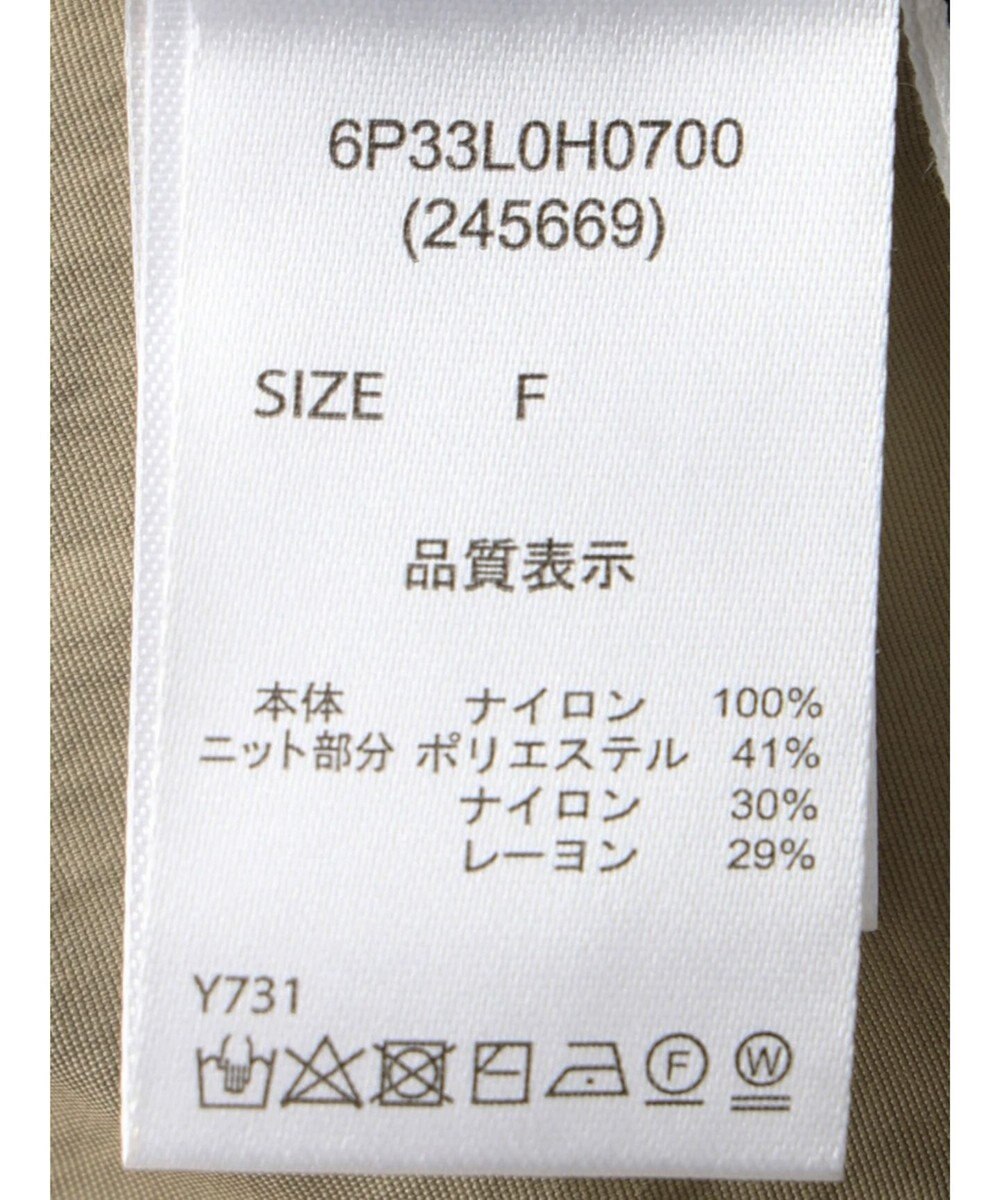 6P33L0H0700
(245669)
SIZE F
品質表示
本体 ナイロン 100%
ニット部分 ポリエステル 41%
ナイロン 30%
レーヨン 29%
Y731
F W